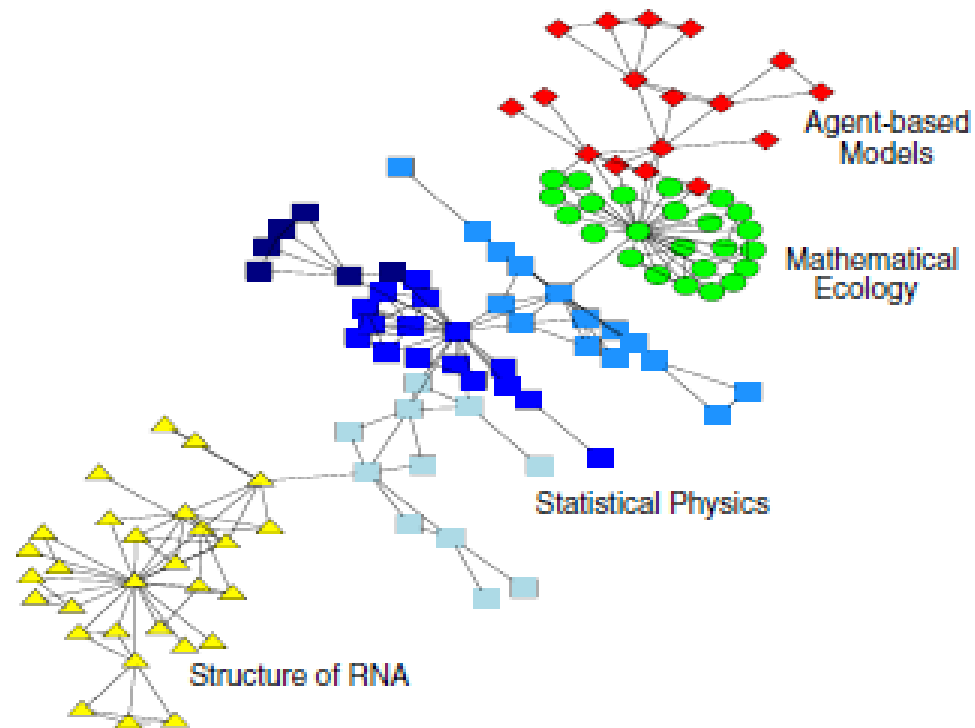 Agent-based
Models
Mathematical
Ecology
Statistical Physics
Structure of RNA